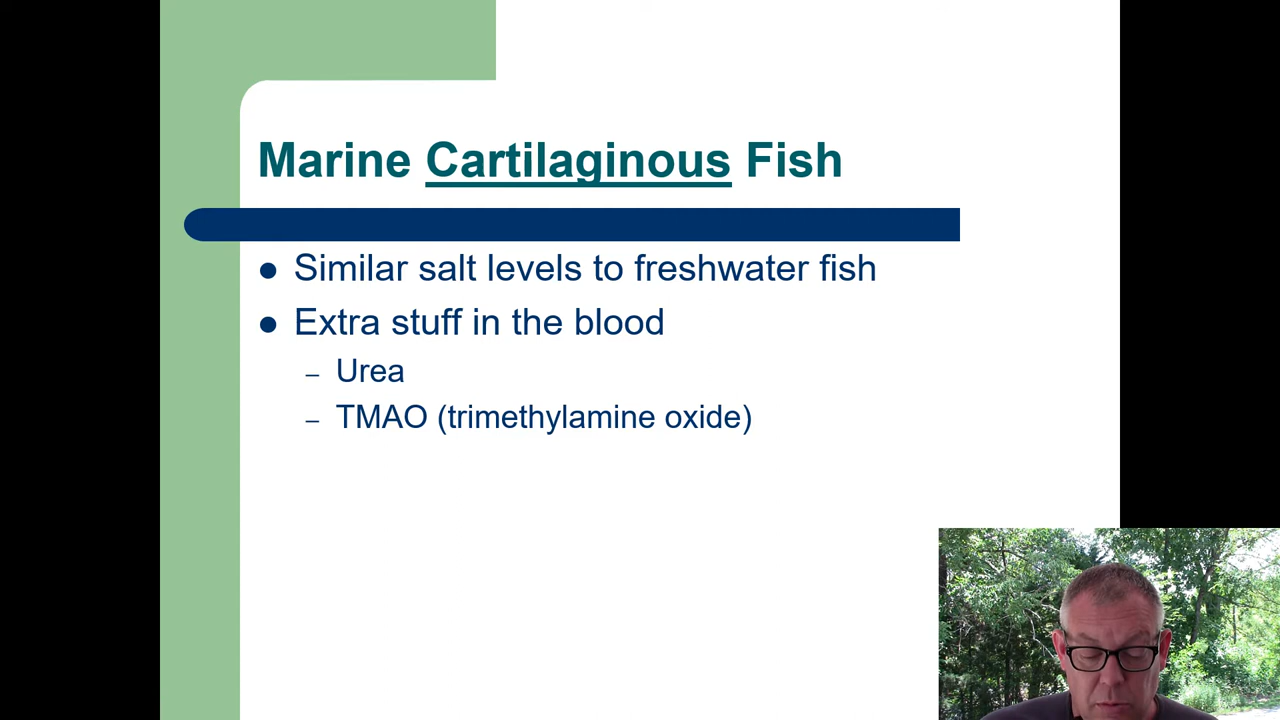 Marine Cartilaginous Fish
● Similar salt levels to freshwater fish
● Extra stuff in the blood
– Urea
– TMAO (trimethylamine oxide)